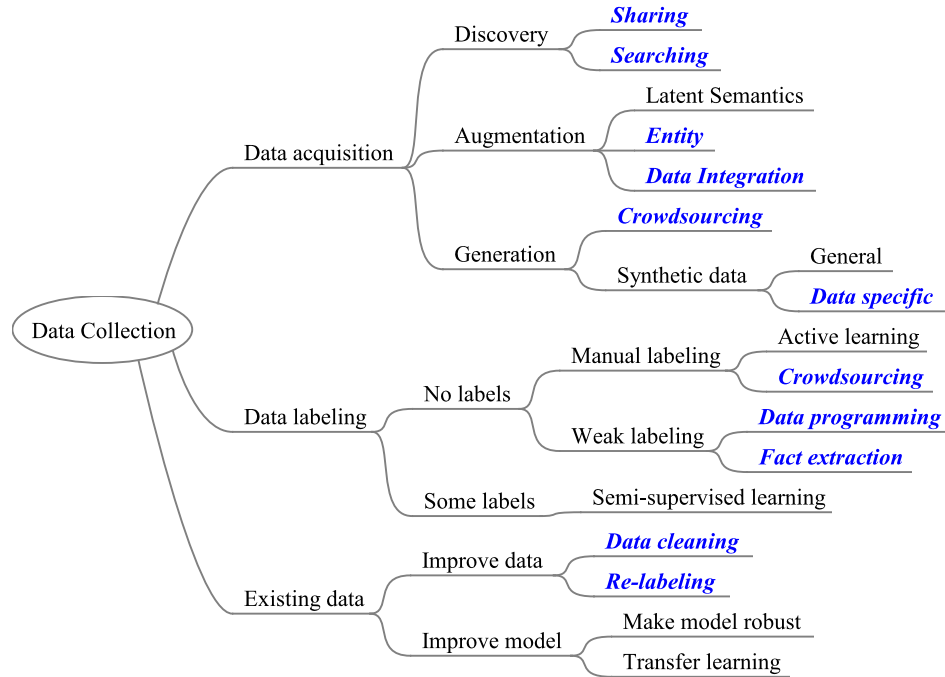 Data Collection
Data acquisition
Discovery
Sharing
Searching
Augmentation
Latent Semantics
Entity
Data Integration
Generation
Crowdsourcing
Synthetic data
General
Data specific
Data labeling
No labels
Manual labeling
Active learning
Crowdsourcing
Weak labeling
Data programming
Fact extraction
Some labels
Semi-supervised learning
Existing data
Improve data
Data cleaning
Re-labeling
Improve model
Make model robust
Transfer learning